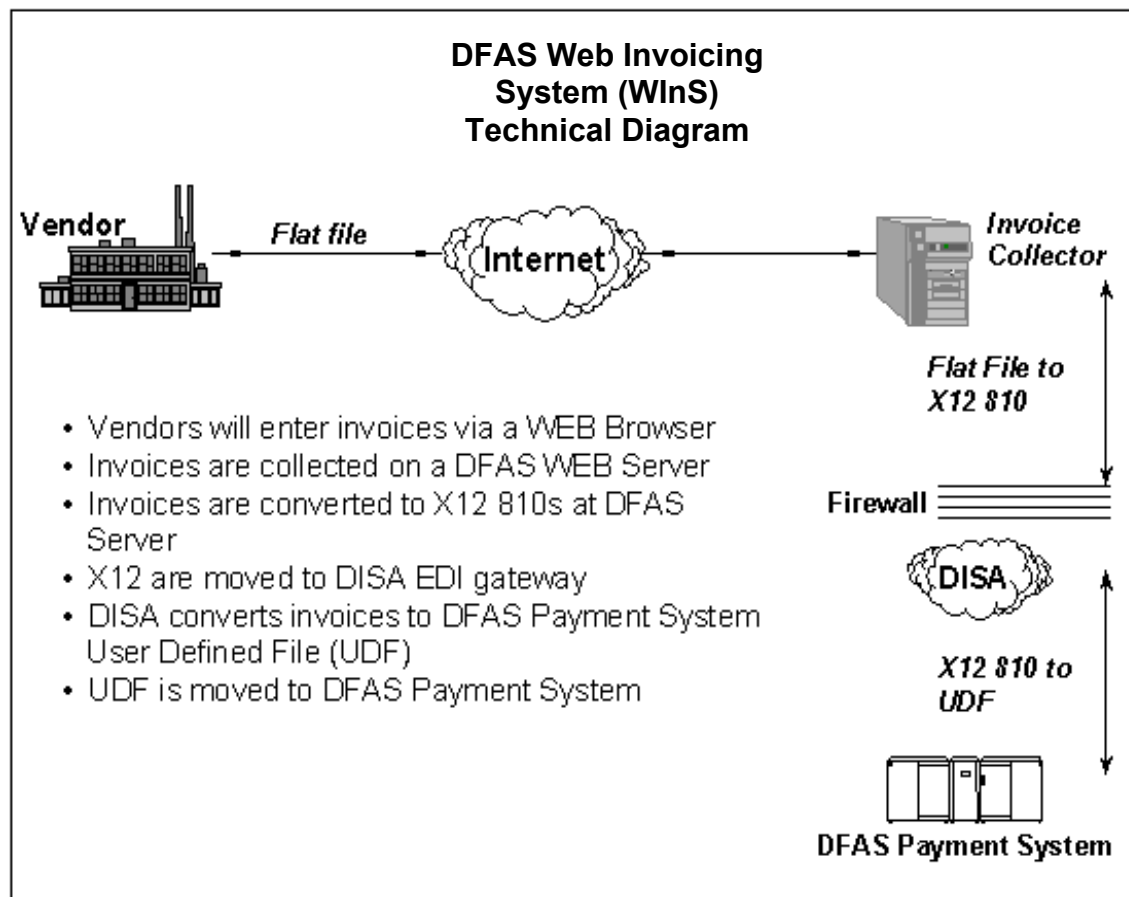 DFAS Web Invoicing
System (WInS)
Technical Diagram
Vendor
Flat file
Internet
Invoice
Collector
Flat File to
X12 810
• Vendors will enter invoices via a WEB Browser
• Invoices are collected on a DFAS WEB Server
• Invoices are converted to X12 810s at DFAS
Server
• X12 are moved to DISA EDI gateway
• DISA converts invoices to DFAS Payment System
User Defined File (UDF)
• UDF is moved to DFAS Payment System
Firewall
DISA
X12 810 to
UDF
DFAS Payment System